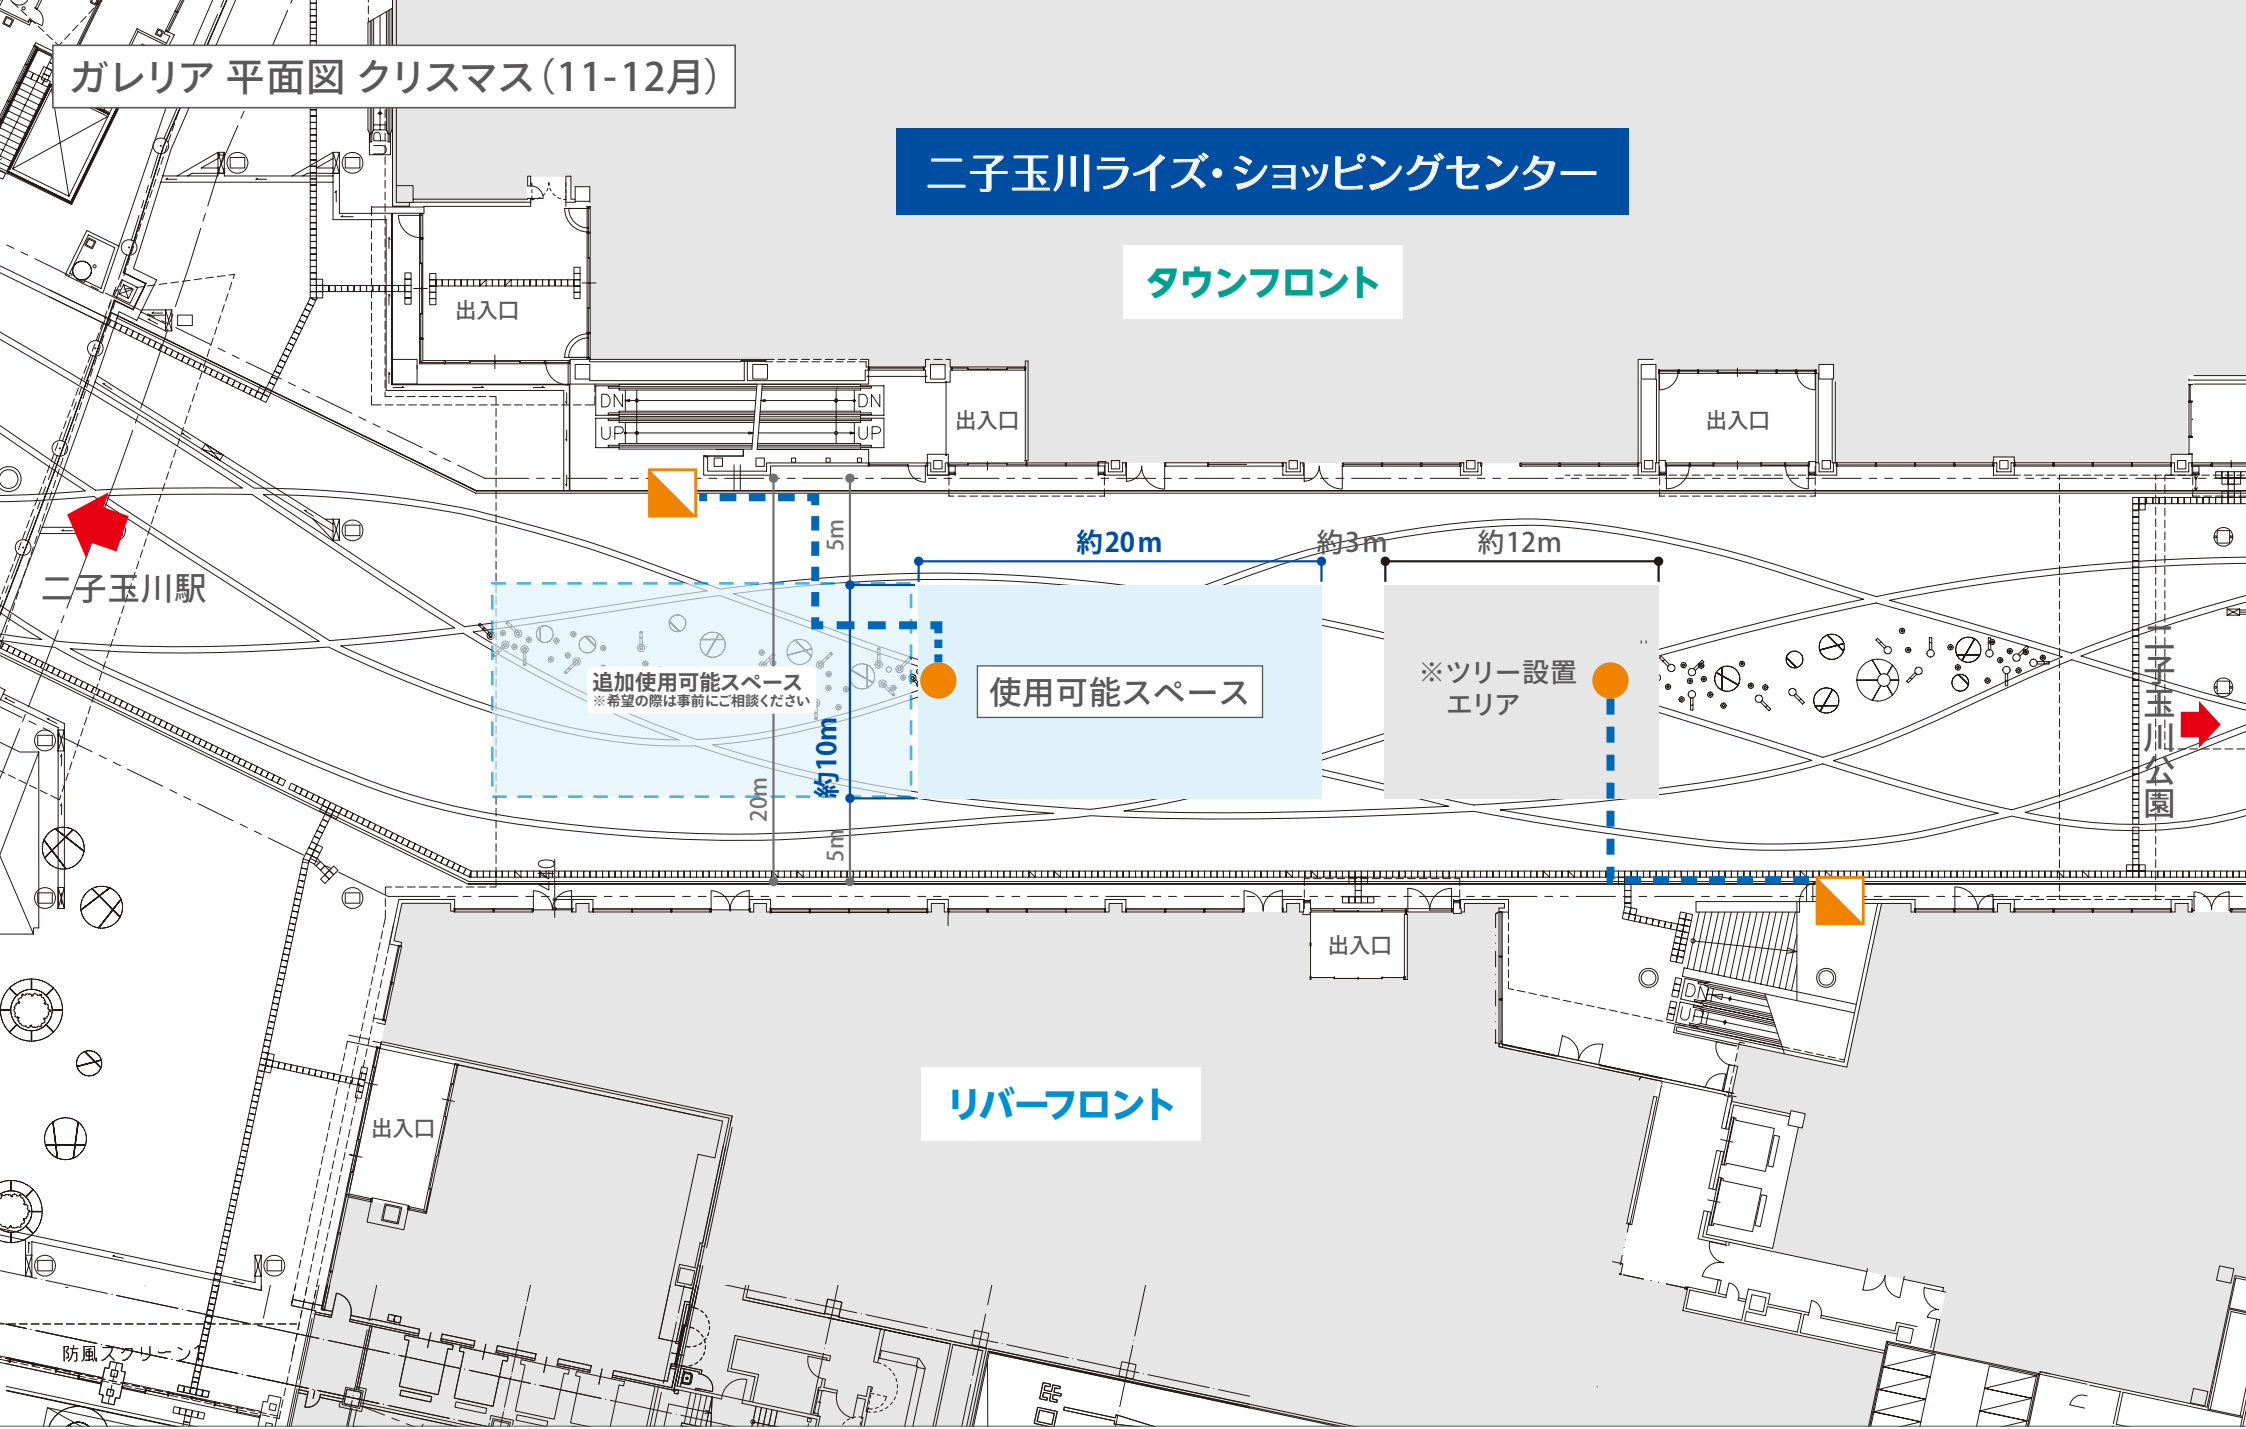 ガレリア 平面図 クリスマス（11-12月）
二子玉川ライズ・ショッピングセンター
タウンフロント
UP
出入口
DN
DN
UP
UP
出入口
出入口
二子玉川駅
5m
約20m
約3m
約12m
追加使用可能スペース
※希望の際は事前にご相談ください
使用可能スペース
※ツリー設置
エリア
約10m
20m
5m
440
二子玉川公園
出入口
DN
UP
リバーフロント
出入口
防風スクリーン